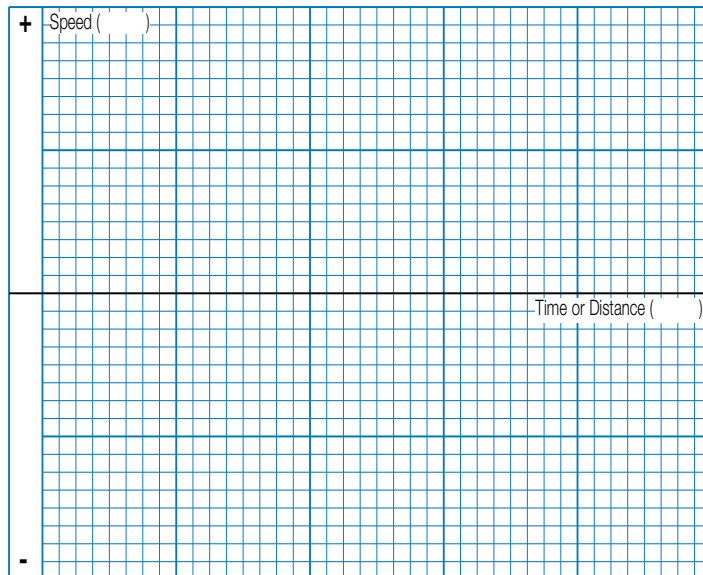 + Speed ( )
Time or Distance ( )
-